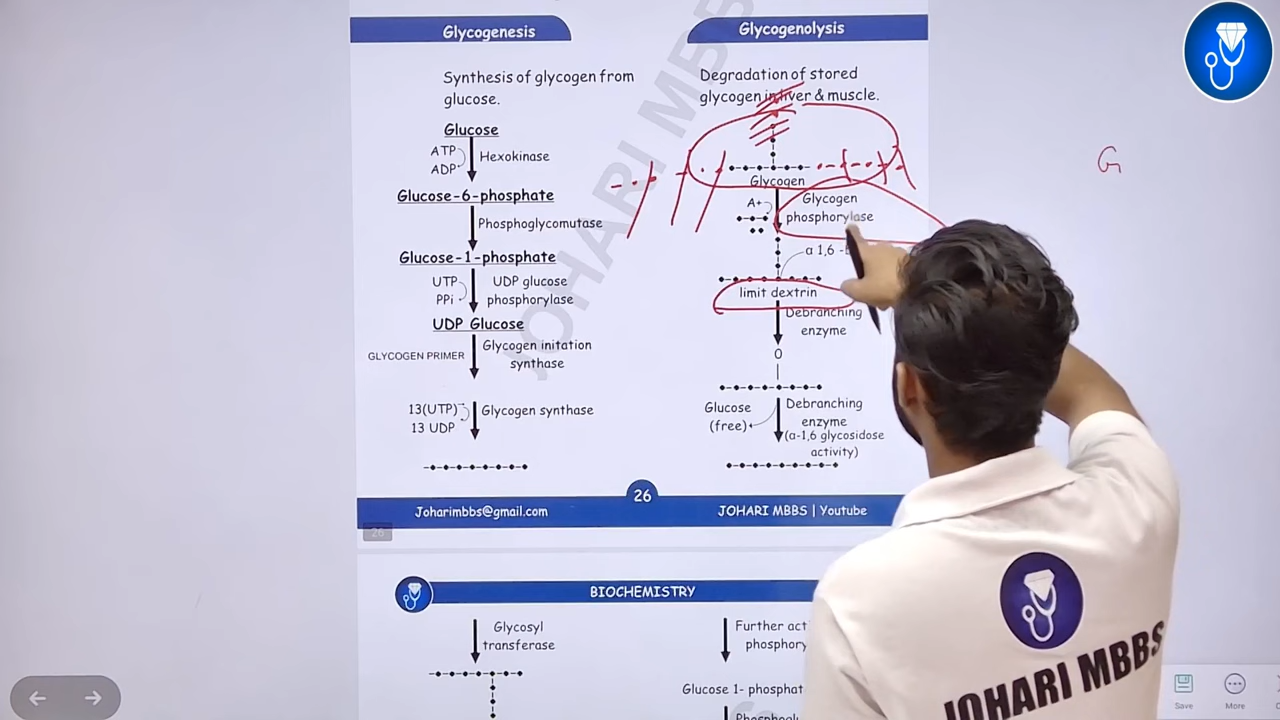 Glycogenesis
Synthesis of glycogen from
glucose.
Glucose
ATP
ADP
Hexokinase
Glucose-6-phosphate
Phosphoglycomutase
Glucose-1-phosphate
UTP
PPi
UDP glucose
phosphorylase
UDP Glucose
GLYCOGEN PRIMER
Glycogen initation
synthase
13(UTP)
13 UDP
Glycogen synthase
Glycogenolysis
Degradation of stored
glycogen in liver & muscle.
Glycogen
A+
Glycogen
phosphorylase
α 1,6 -
limit dextrin
Debranching
enzyme
0
Glucose
(free)
Debranching
enzyme
(α-1,6 glycosidose
activity)
G
JOHARI MB
26
Joharimbbs@gmail.com
JOHARI MBBS | Youtube
26
BIOCHEMISTRY
Glycosyl
transferase
Further act
phosphory
Glucose 1- phosphat
Phosphoglu
JOHARI MBBS
Save
More